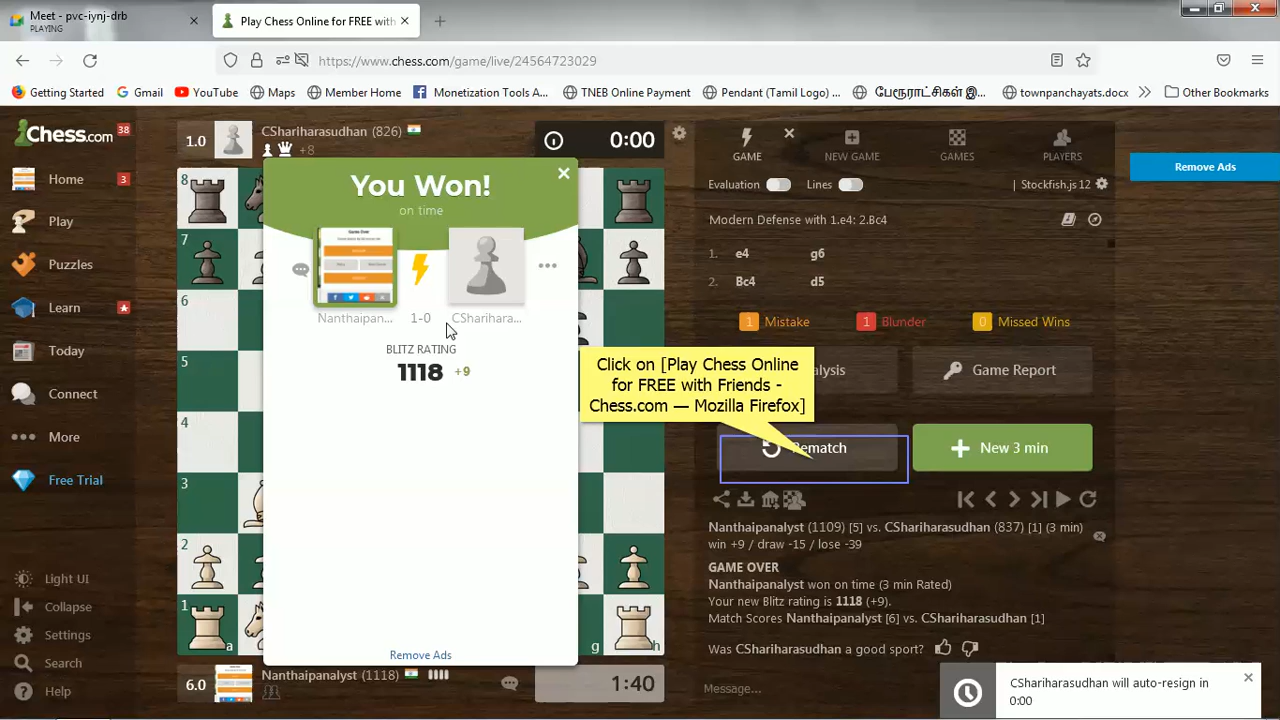 Meet - pvc-iynj-drb
PLAYING
Play Chess Online for FREE with
https://www.chess.com/game/live/24564723029
Getting Started
Gmail
YouTube
Maps
Member Home
Monetization Tools A...
TNEB Online Payment
Pendant (Tamil Logo) ...
பேரூராட்சிகள் இ...
townpanchayats.docx
Other Bookmarks
Chess.com 38
Home 3
Play
Puzzles
Learn
Today
Connect
More
Free Trial
Light UI
Collapse
Settings
Search
Help
1.0 CShariharasudhan (826)
+8
0:00
8
7
6
5
4
3
2
1
a
g
h
You Won!
on time
Nanthaipan... 1-0 CSharihara...
BLITZ RATING
1118 +9
Remove Ads
6.0 Nanthaipanalyst (1118)
1:40
GAME
NEW GAME
GAMES
PLAYERS
Remove Ads
Evaluation Lines | Stockfish.js 12
Modern Defense with 1.e4: 2.Bc4
1. e4 g6
2. Bc4 d5
1 Mistake 1 Blunder 0 Missed Wins
Click on [Play Chess Online
for FREE with Friends -
Chess.com — Mozilla Firefox]
Game Report
Rematch
New 3 min
Nanthaipanalyst (1109) [5] vs. CShariharasudhan (837) [1] (3 min)
win +9 / draw -15 / lose -39
GAME OVER
Nanthaipanalyst won on time (3 min Rated)
Your new Blitz rating is 1118 (+9).
Match Scores Nanthaipanalyst [6] vs. CShariharasudhan [1]
Was CShariharasudhan a good sport?
Message...
CShariharasudhan will auto-resign in
0:00